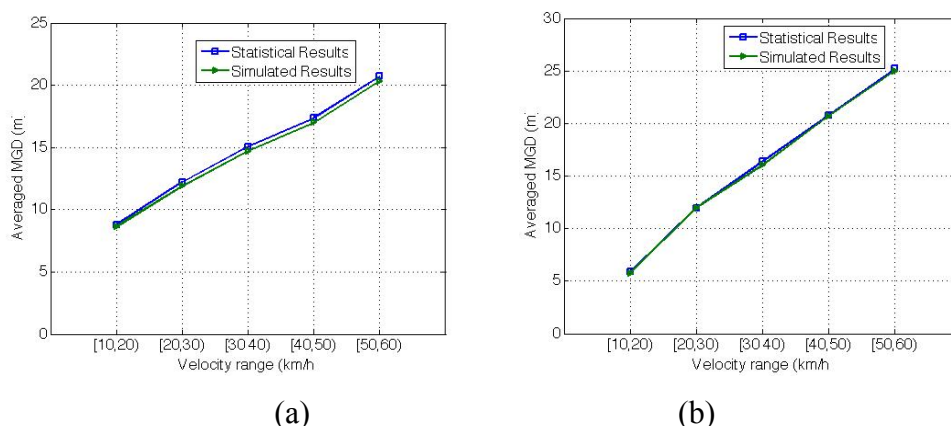 25
20
15
10
5
0
Averaged MGD (m
Statistical Results
Simulated Results
[10,20)
[20,30)
[30 40)
[40,50)
[50,60)
Velocity range (km/h
(a)
30
25
20
15
10
5
0
Averaged MGD (m
Statistical Results
Simulated Results
[10,20)
[20,30)
[30 40)
[40,50)
[50,60)
Velocity range (km/h
(b)